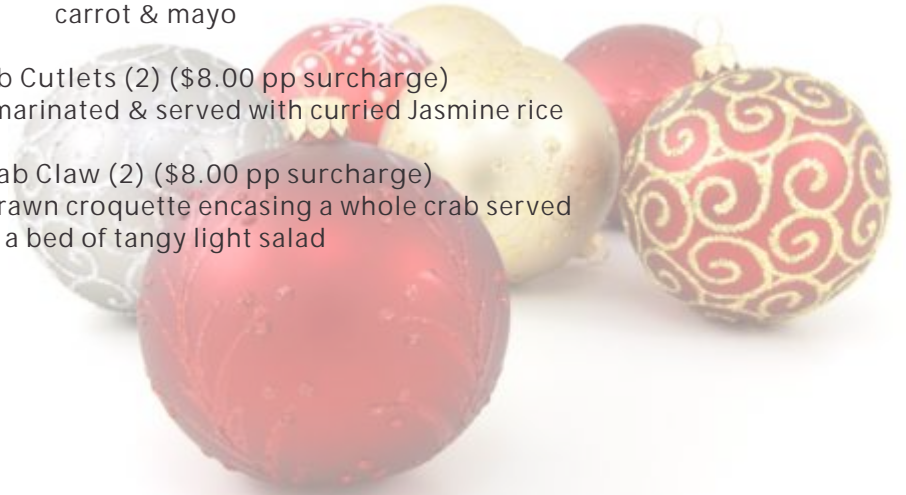 carrot & mayo
b Cutlets (2) ($8.00 pp surcharge)
marinated & served with curried Jasmine rice
ab Claw (2) ($8.00 pp surcharge)
rawn croquette encasing a whole crab served
a bed of tangy light salad